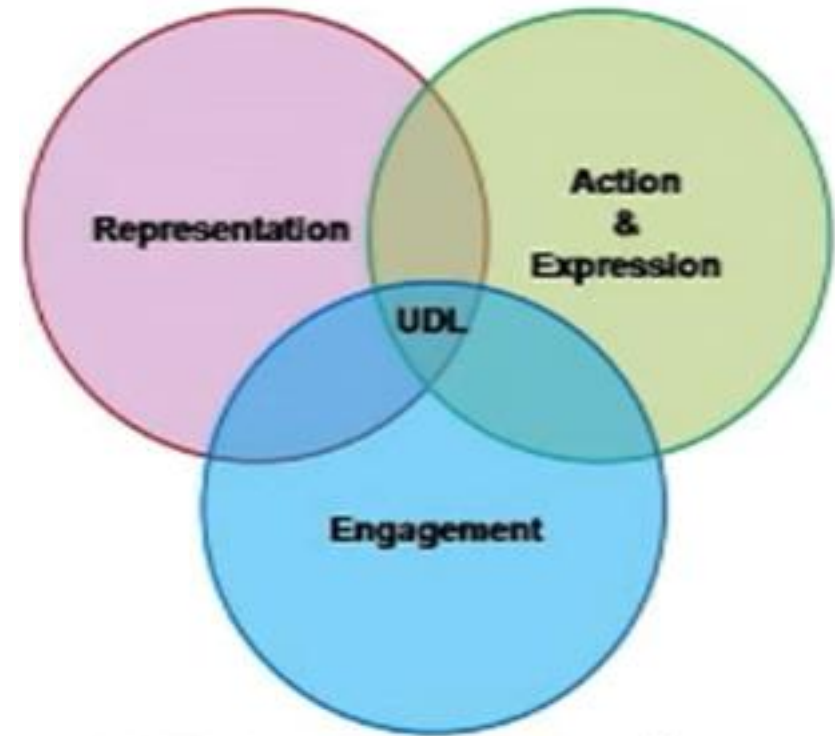 Representation
Action
&
Expression
UDL
Engagement